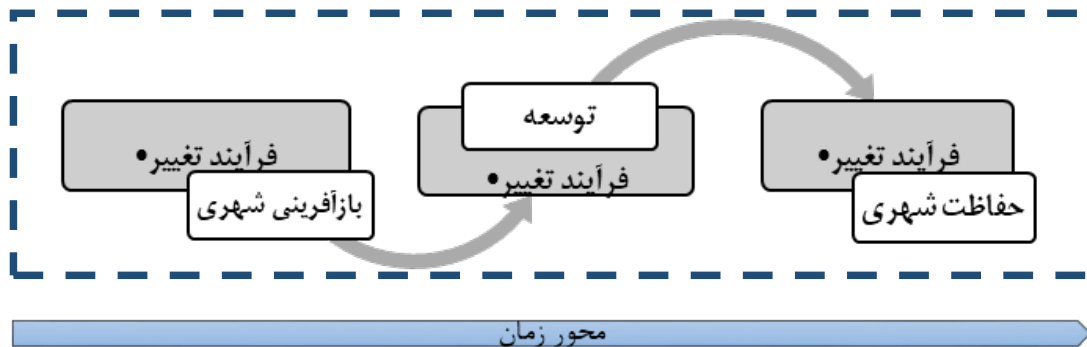 فرآیند تغییر•
بازآفرینی شهری
توسعه
فرآیند تغییر•
فرآیند تغییر•
حفاظت شهری
محور زمان